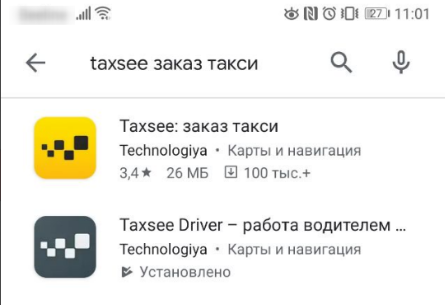 27 11:01
taxsee заказ такси
Taxsee: заказ такси
Technologiya • Карты и навигация
3,4★ 26 МБ 100 тыс.+
Taxsee Driver – работа водителем ...
Technologiya • Карты и навигация
Установлено